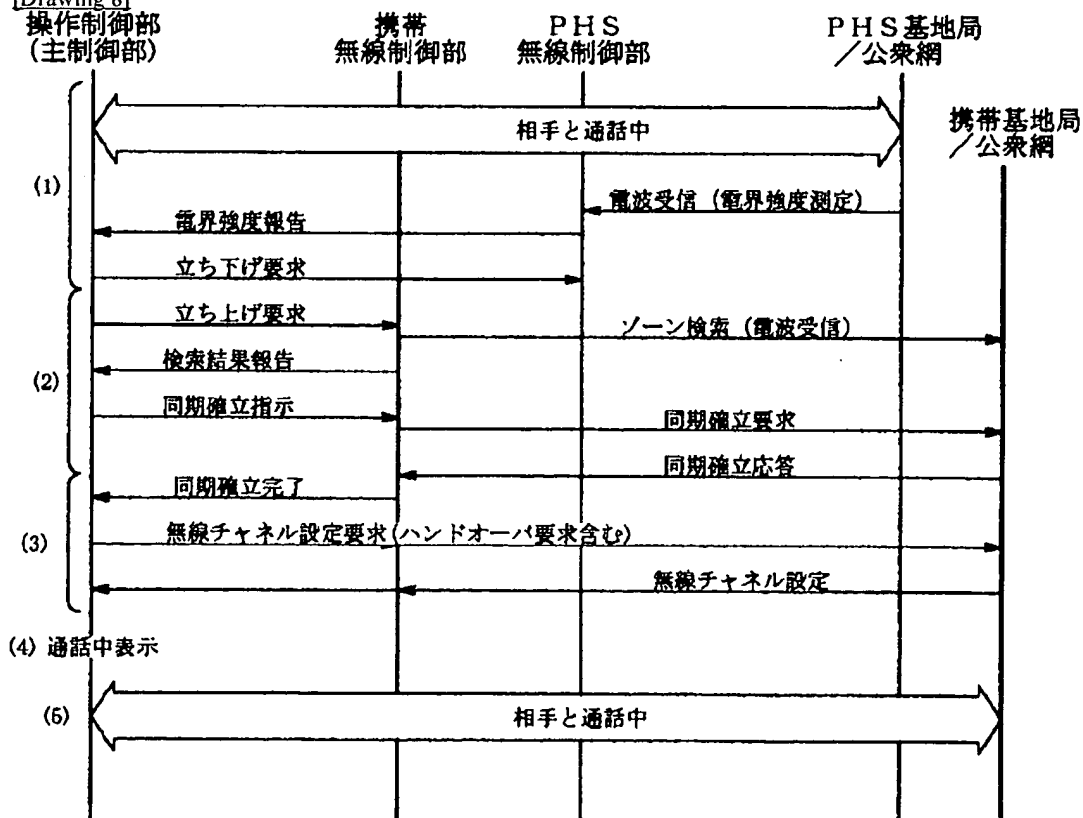 [Drawing 8]
操作制御部
(主制御部)
携帯
無線制御部
PHS
無線制御部
PHS基地局
/公衆網
携帯基地局
/公衆網
相手と通話中
(1)
電波受信 (電界強度測定)
電界強度報告
立ち下げ要求
立ち上げ要求
ゾーン検索 (電波受信)
検索結果報告
(2)
同期確立指示
同期確立要求
同期確立応答
同期確立完了
(3)
無線チャネル設定要求(ハンドオーバ要求含む)
無線チャネル設定
(4) 通話中表示
(5)
相手と通話中